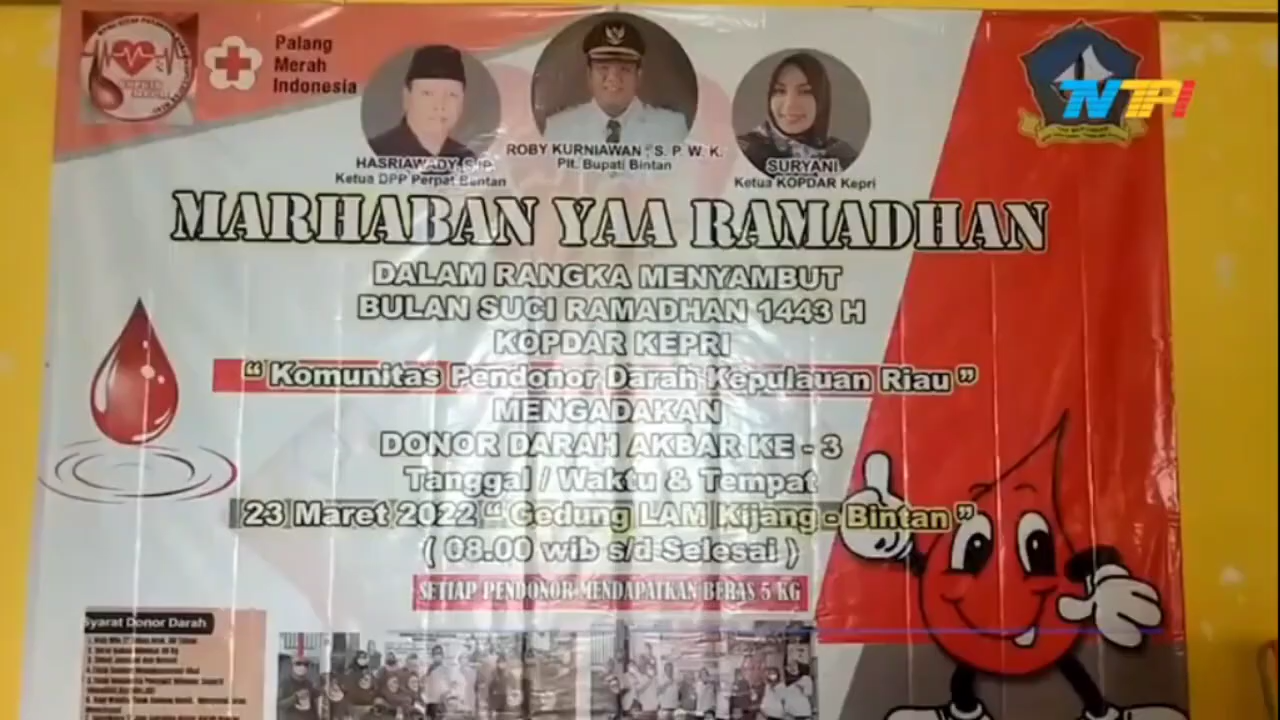 Palang
Merah
Indonesia
TVTPI
HASRIAWADY, S.IP
Ketua DPP Perpat Bentan
ROBY KURNIAWAN, S. P. W. K.
Plt. Bupati Bintan
SURYANI
Ketua KOPDAR Kepri
MARHABAN YAA RAMADHAN
DALAM RANGKA MENYAMBUT
BULAN SUCI RAMADHAN 1443 H
KOPDAR KEPRI
“ Komunitas Pendonor Darah Kepulauan Riau ”
MENGADAKAN
DONOR DARAH AKBAR KE - 3
Tanggal / Waktu & Tempat
23 Maret 2022 “ Gedung LAM Kijang - Bintan ”
( 08.00 wib s/d Selesai )
SETIAP PENDONOR MENDAPATKAN BERAS 5 KG
Syarat Donor Darah